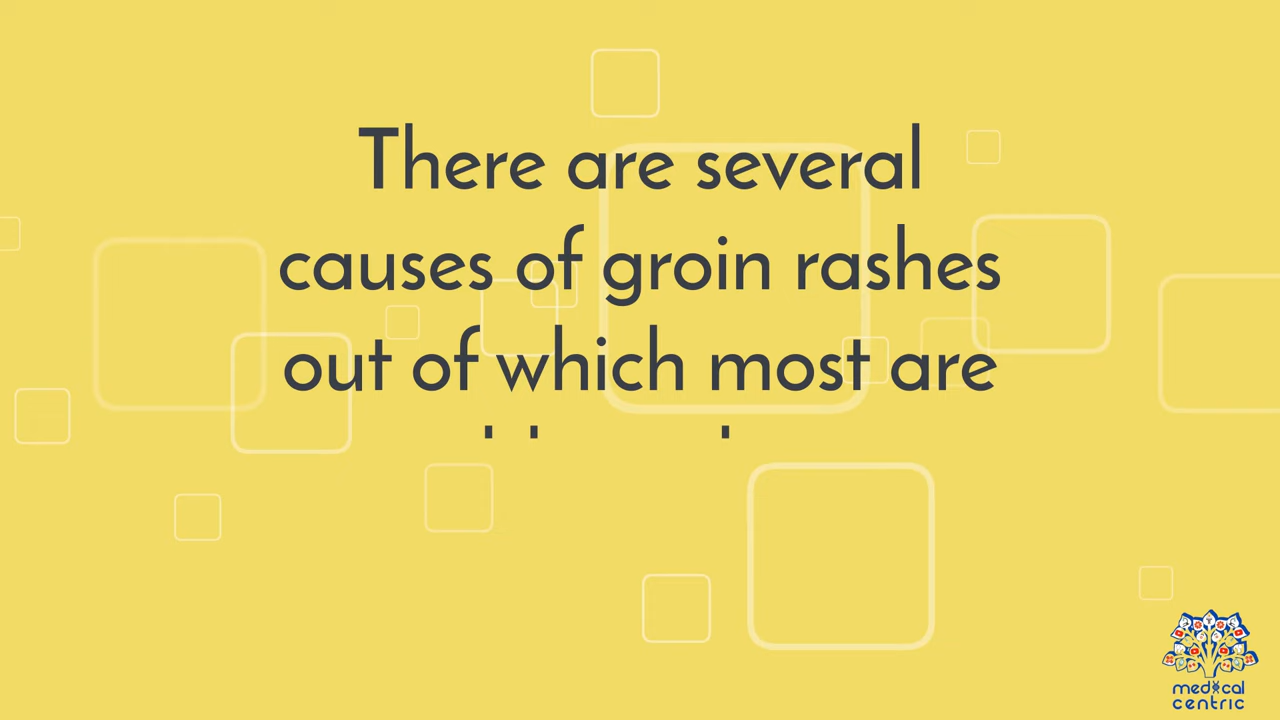 There are several
causes of groin rashes
out of which most are
medical
centric